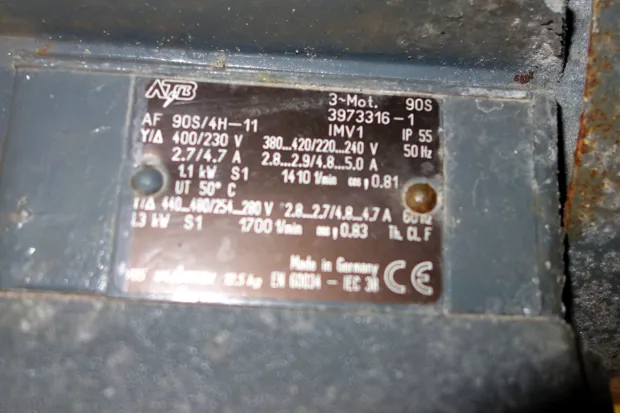 ATB
3~Mot. 90S
AF 90S/4H-11 3973316-1
IMV1 IP 55
Y/Δ 400/230 V 380...420/220...240 V 50 Hz
2.7/4.7 A 2.8...2.9/4.8...5.0 A
1.1 kW S1 1410 1/min cos φ 0.81
UT 50° C
Y/Δ 440...480/254...280 V 2.8...2.7/4.8...4.7 A 60 Hz
1.3 kW S1 1700 1/min cos φ 0.83 Th. CL F
Made in Germany
kg EN 60034 - IEC CE